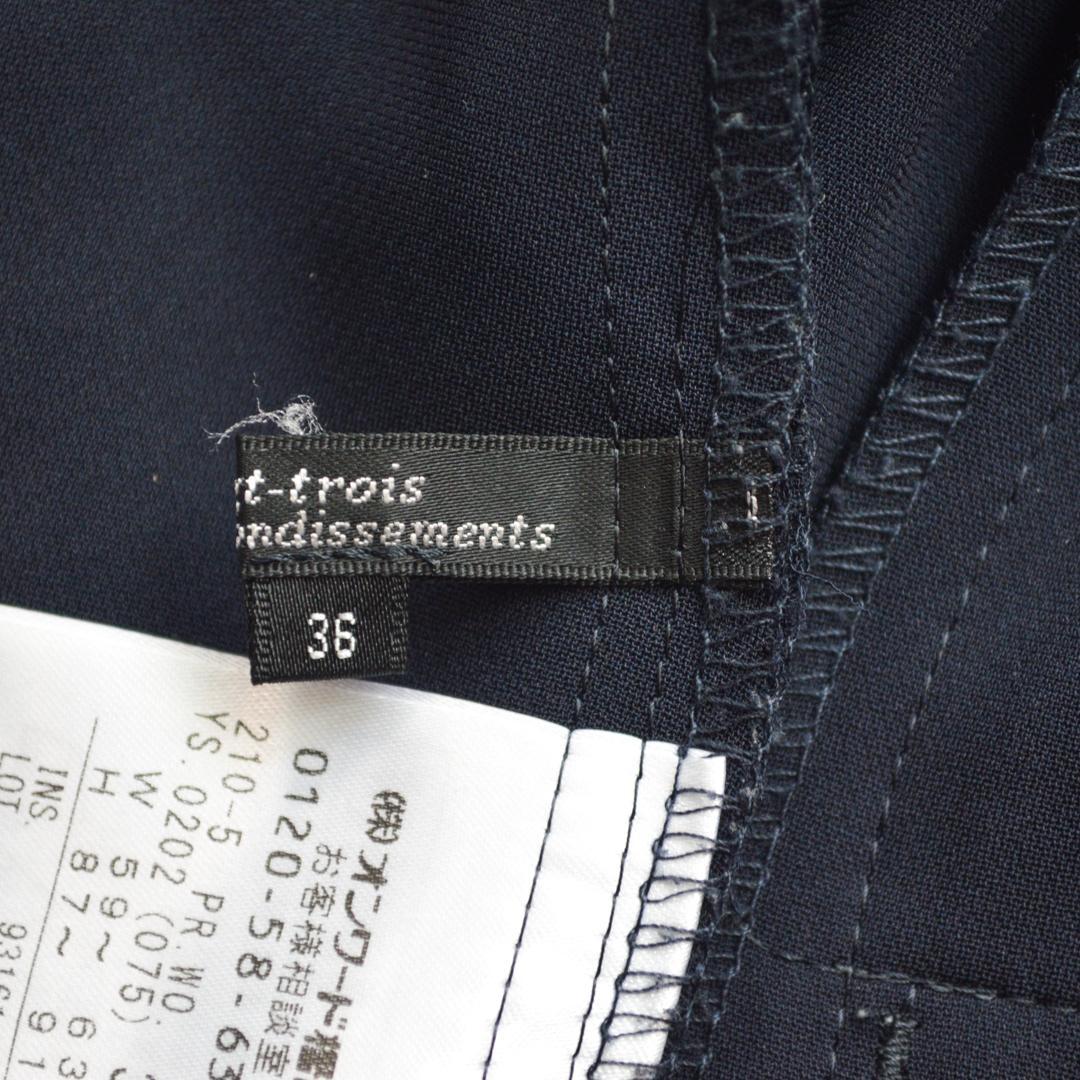 t-trois
ndissements
36
(株)オンワード樫
お客様相談室
0120-58-63
210-5
YS. 0202 PR. WO.
(075)
W 59~ 63
H 87~ 91
INS.
LOT